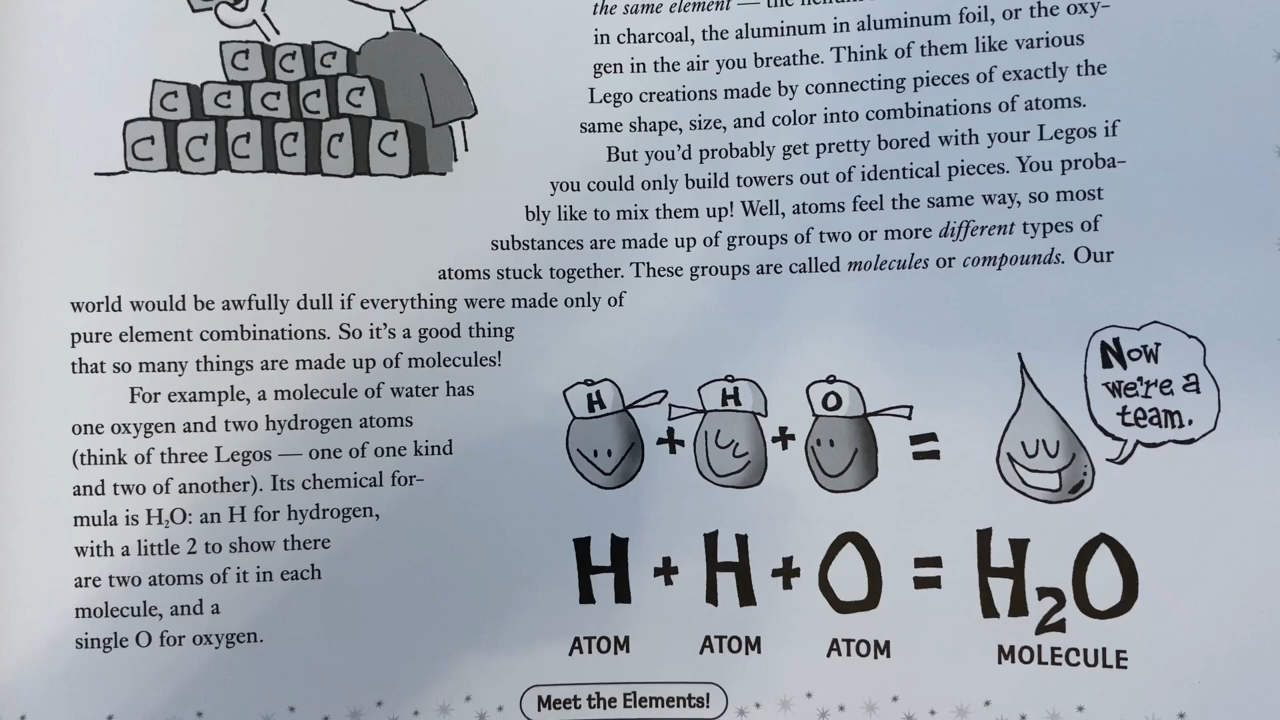 C C C
C C C C C
C C C C C C
the same element — the
in charcoal, the aluminum in aluminum foil, or the oxy-
gen in the air you breathe. Think of them like various
Lego creations made by connecting pieces of exactly the
same shape, size, and color into combinations of atoms.
But you'd probably get pretty bored with your Legos if
you could only build towers out of identical pieces. You proba-
bly like to mix them up! Well, atoms feel the same way, so most
substances are made up of groups of two or more different types of
atoms stuck together. These groups are called molecules or compounds. Our
world would be awfully dull if everything were made only of
pure element combinations. So it's a good thing
that so many things are made up of molecules!
For example, a molecule of water has
one oxygen and two hydrogen atoms
(think of three Legos — one of one kind
and two of another). Its chemical for-
mula is H₂O: an H for hydrogen,
with a little 2 to show there
are two atoms of it in each
molecule, and a
single O for oxygen.
Now
we're a
team.
H + H + O =
H + H + O = H₂O
ATOM ATOM ATOM MOLECULE
Meet the Elements!